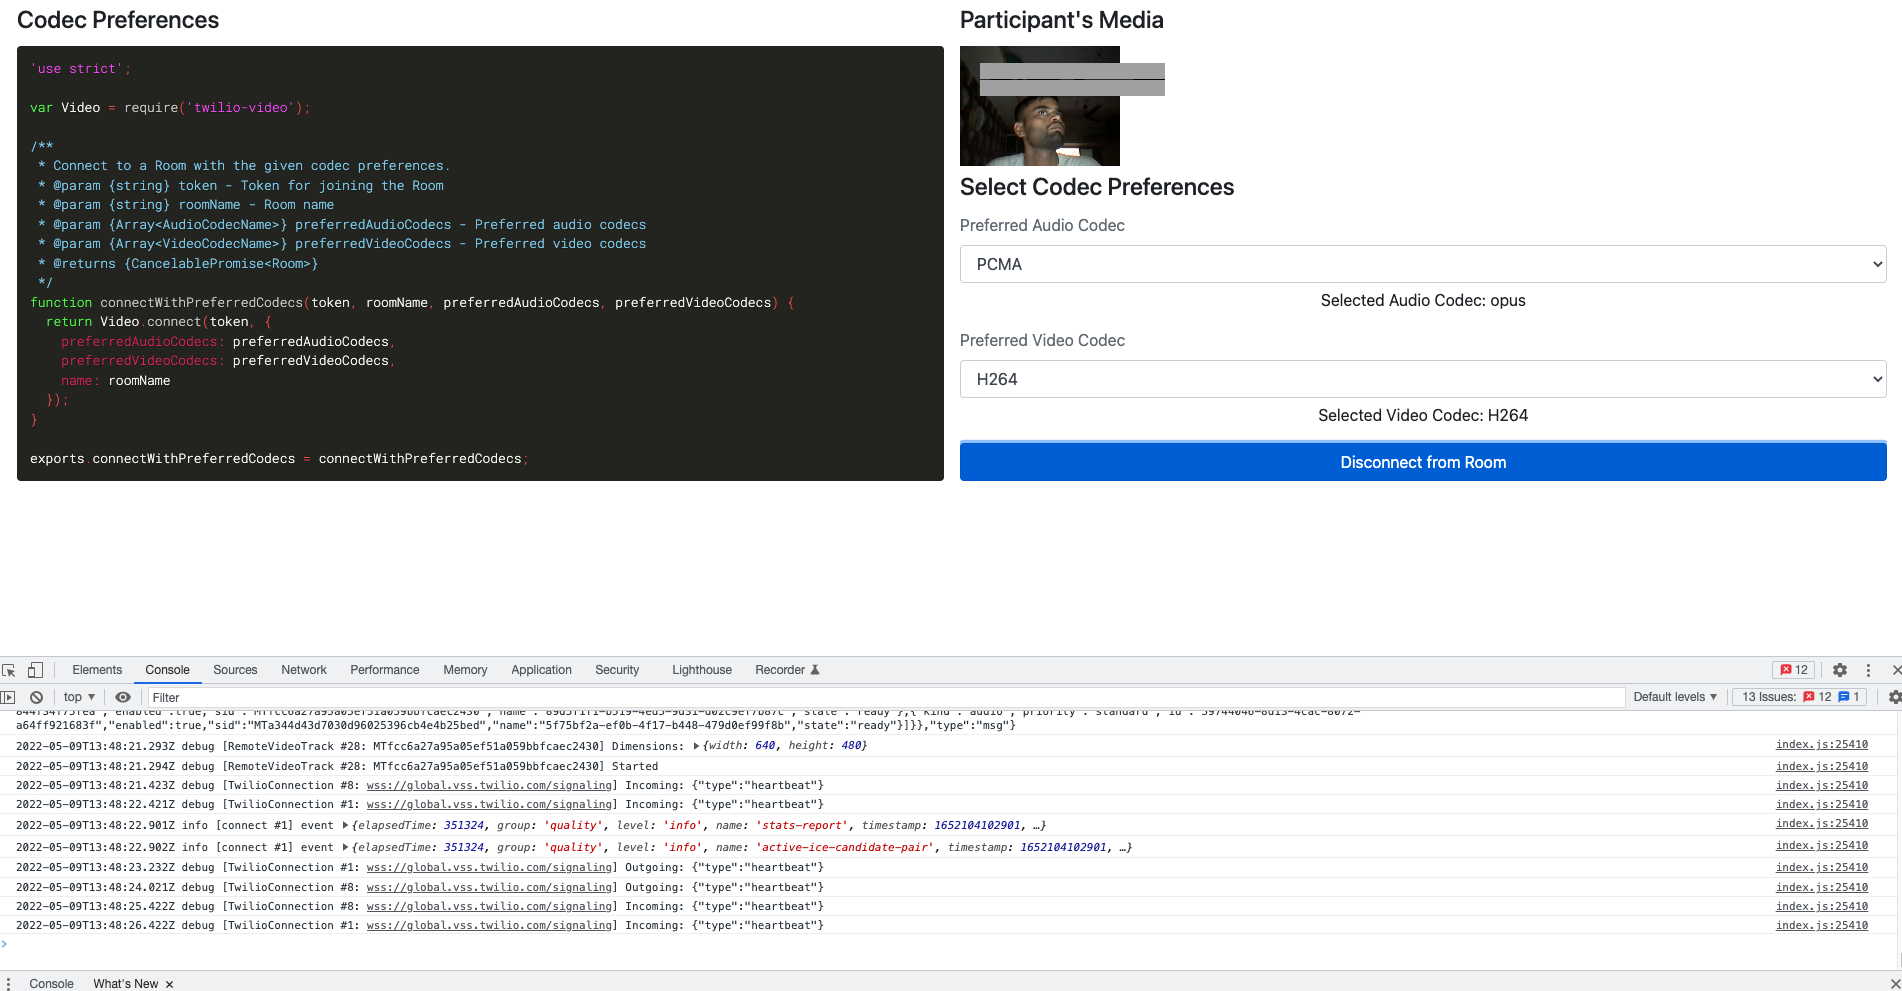 Codec Preferences
'use strict';
var Video = require('twilio-video');
/**
* Connect to a Room with the given codec preferences.
* @param {string} token - Token for joining the Room
* @param {string} roomName - Room name
* @param {Array<AudioCodecName>} preferredAudioCodecs - Preferred audio codecs
* @param {Array<VideoCodecName>} preferredVideoCodecs - Preferred video codecs
* @returns {CancelablePromise<Room>}
*/
function connectWithPreferredCodecs(token, roomName, preferredAudioCodecs, preferredVideoCodecs) {
return Video.connect(token, {
preferredAudioCodecs: preferredAudioCodecs,
preferredVideoCodecs: preferredVideoCodecs,
name: roomName
});
}
exports.connectWithPreferredCodecs = connectWithPreferredCodecs;
Participant's Media
Select Codec Preferences
Preferred Audio Codec
PCMA
Selected Audio Codec: opus
Preferred Video Codec
H264
Selected Video Codec: H264
Disconnect from Room
Elements Console Sources Network Performance Memory Application Security Lighthouse Recorder 12
top Filter Default levels 13 Issues: 12 1
a64ff921683f","enabled":true,"sid":"MTa344d43d7030d96025396cb4e4b25bed","name":"5f75bf2a-ef0b-4f17-b448-479d0ef99f8b","state":"ready"}]}},"type":"msg"}
2022-05-09T13:48:21.293Z debug [RemoteVideoTrack #28: MTfcc6a27a95a05ef51a059bbfcaec2430] Dimensions: {width: 640, height: 480} index.js:25410
2022-05-09T13:48:21.294Z debug [RemoteVideoTrack #28: MTfcc6a27a95a05ef51a059bbfcaec2430] Started index.js:25410
2022-05-09T13:48:21.423Z debug [TwilioConnection #8: wss://global.vss.twilio.com/signaling] Incoming: {"type":"heartbeat"} index.js:25410
2022-05-09T13:48:22.421Z debug [TwilioConnection #1: wss://global.vss.twilio.com/signaling] Incoming: {"type":"heartbeat"} index.js:25410
2022-05-09T13:48:22.901Z info [connect #1] event {elapsedTime: 351324, group: 'quality', level: 'info', name: 'stats-report', timestamp: 1652104102901, …} index.js:25410
2022-05-09T13:48:22.902Z info [connect #1] event {elapsedTime: 351324, group: 'quality', level: 'info', name: 'active-ice-candidate-pair', timestamp: 1652104102901, …} index.js:25410
2022-05-09T13:48:23.232Z debug [TwilioConnection #1: wss://global.vss.twilio.com/signaling] Outgoing: {"type":"heartbeat"} index.js:25410
2022-05-09T13:48:24.021Z debug [TwilioConnection #8: wss://global.vss.twilio.com/signaling] Outgoing: {"type":"heartbeat"} index.js:25410
2022-05-09T13:48:25.422Z debug [TwilioConnection #8: wss://global.vss.twilio.com/signaling] Incoming: {"type":"heartbeat"} index.js:25410
2022-05-09T13:48:26.422Z debug [TwilioConnection #1: wss://global.vss.twilio.com/signaling] Incoming: {"type":"heartbeat"} index.js:25410
Console What's New